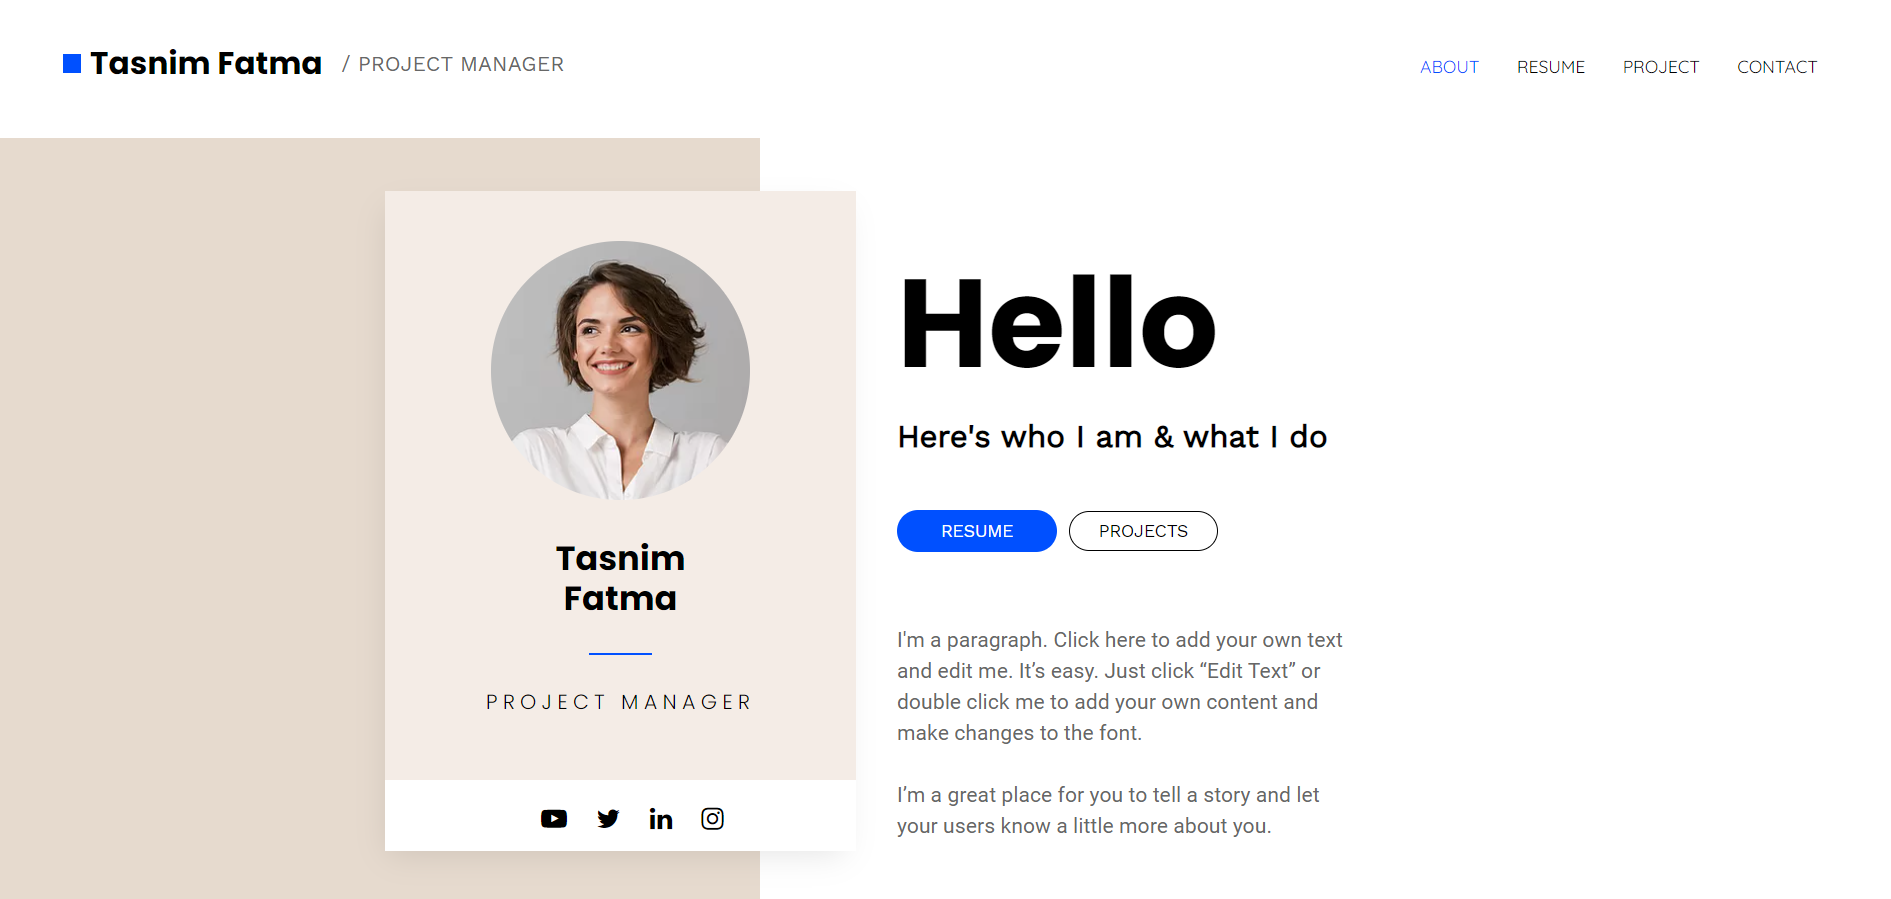 Tasnim Fatma / PROJECT MANAGER
ABOUT RESUME PROJECT CONTACT
Tasnim
Fatma
PROJECT MANAGER
Hello
Here's who I am & what I do
RESUME PROJECTS
I'm a paragraph. Click here to add your own text
and edit me. It’s easy. Just click “Edit Text” or
double click me to add your own content and
make changes to the font.
I’m a great place for you to tell a story and let
your users know a little more about you.